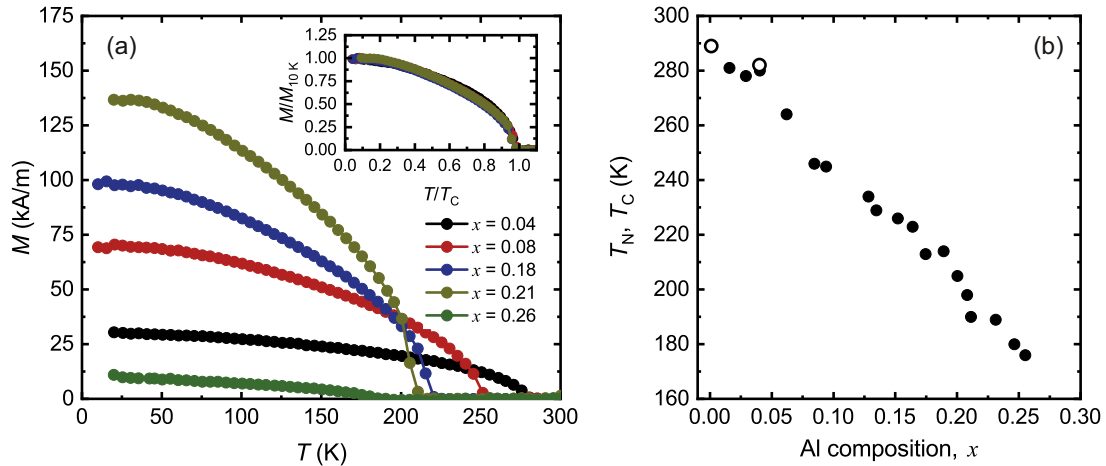 (a)
M (kA/m)
175
150
125
100
75
50
25
0
0 50 100 150 200 250 300
T (K)
M/M10 K
1.00
0.75
0.50
0.25
0.00
0.0 0.2 0.4 0.6 0.8 1.0
T/TC
x = 0.04
x = 0.08
x = 0.18
x = 0.21
x = 0.26
(b)
TN, TC (K)
300
280
260
240
220
200
180
160
0.00 0.05 0.10 0.15 0.20 0.25 0.30
Al composition, x